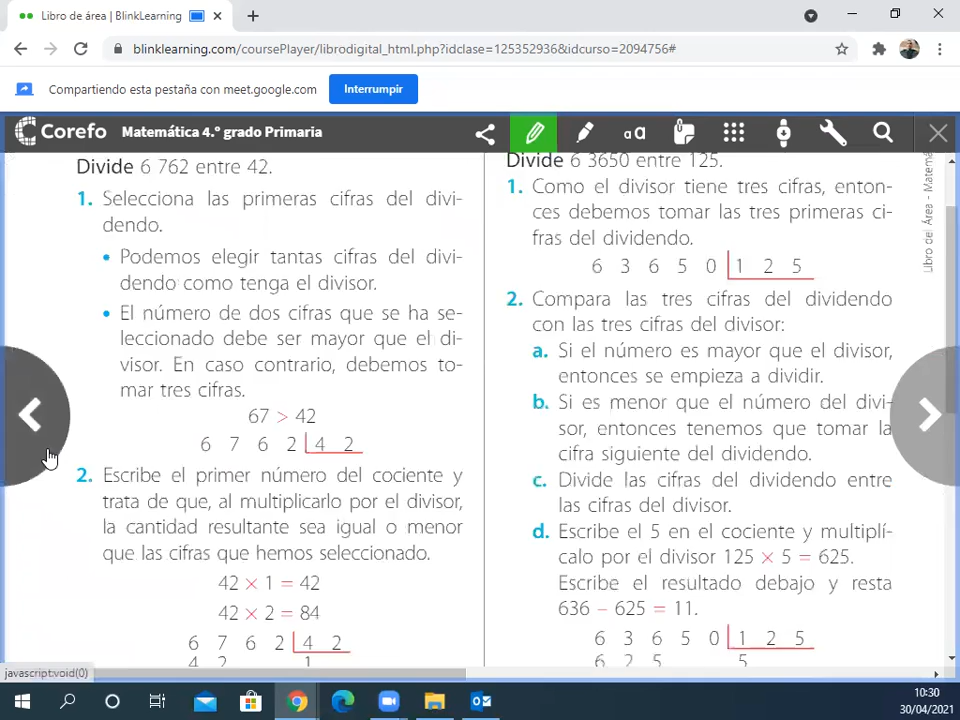 Libro de área | BlinkLearning
blinklearning.com/coursePlayer/librodigital_html.php?idclase=125352936&idcurso=2094756#
Compartiendo esta pestaña con meet.google.com
Interrumpir
Corefo
Matemática 4.º grado Primaria
aa
Divide 6 762 entre 42.
1. Selecciona las primeras cifras del divi-
dendo.
• Podemos elegir tantas cifras del divi-
dendo como tenga el divisor.
• El número de dos cifras que se ha se-
leccionado debe ser mayor que el di-
visor. En caso contrario, debemos to-
mar tres cifras.
67 > 42
6 7 6 2 4 2
2. Escribe el primer número del cociente y
trata de que, al multiplicarlo por el divisor,
la cantidad resultante sea igual o menor
que las cifras que hemos seleccionado.
42 × 1 = 42
42 × 2 = 84
6 7 6 2 4 2
4 2 1
Divide 6 3650 entre 125.
1. Como el divisor tiene tres cifras, enton-
ces debemos tomar las tres primeras ci-
fras del dividendo.
6 3 6 5 0 1 2 5
2. Compara las tres cifras del dividendo
con las tres cifras del divisor:
a. Si el número es mayor que el divisor,
entonces se empieza a dividir.
b. Si es menor que el número del divi-
sor, entonces tenemos que tomar la
cifra siguiente del dividendo.
c. Divide las cifras del dividendo entre
las cifras del divisor.
d. Escribe el 5 en el cociente y multiplí-
calo por el divisor 125 × 5 = 625.
Escribe el resultado debajo y resta
636 – 625 = 11.
6 3 6 5 0 1 2 5
6 2 5 5
Libro del Área - Matemá
javascript:void(0)
10:30
30/04/2021